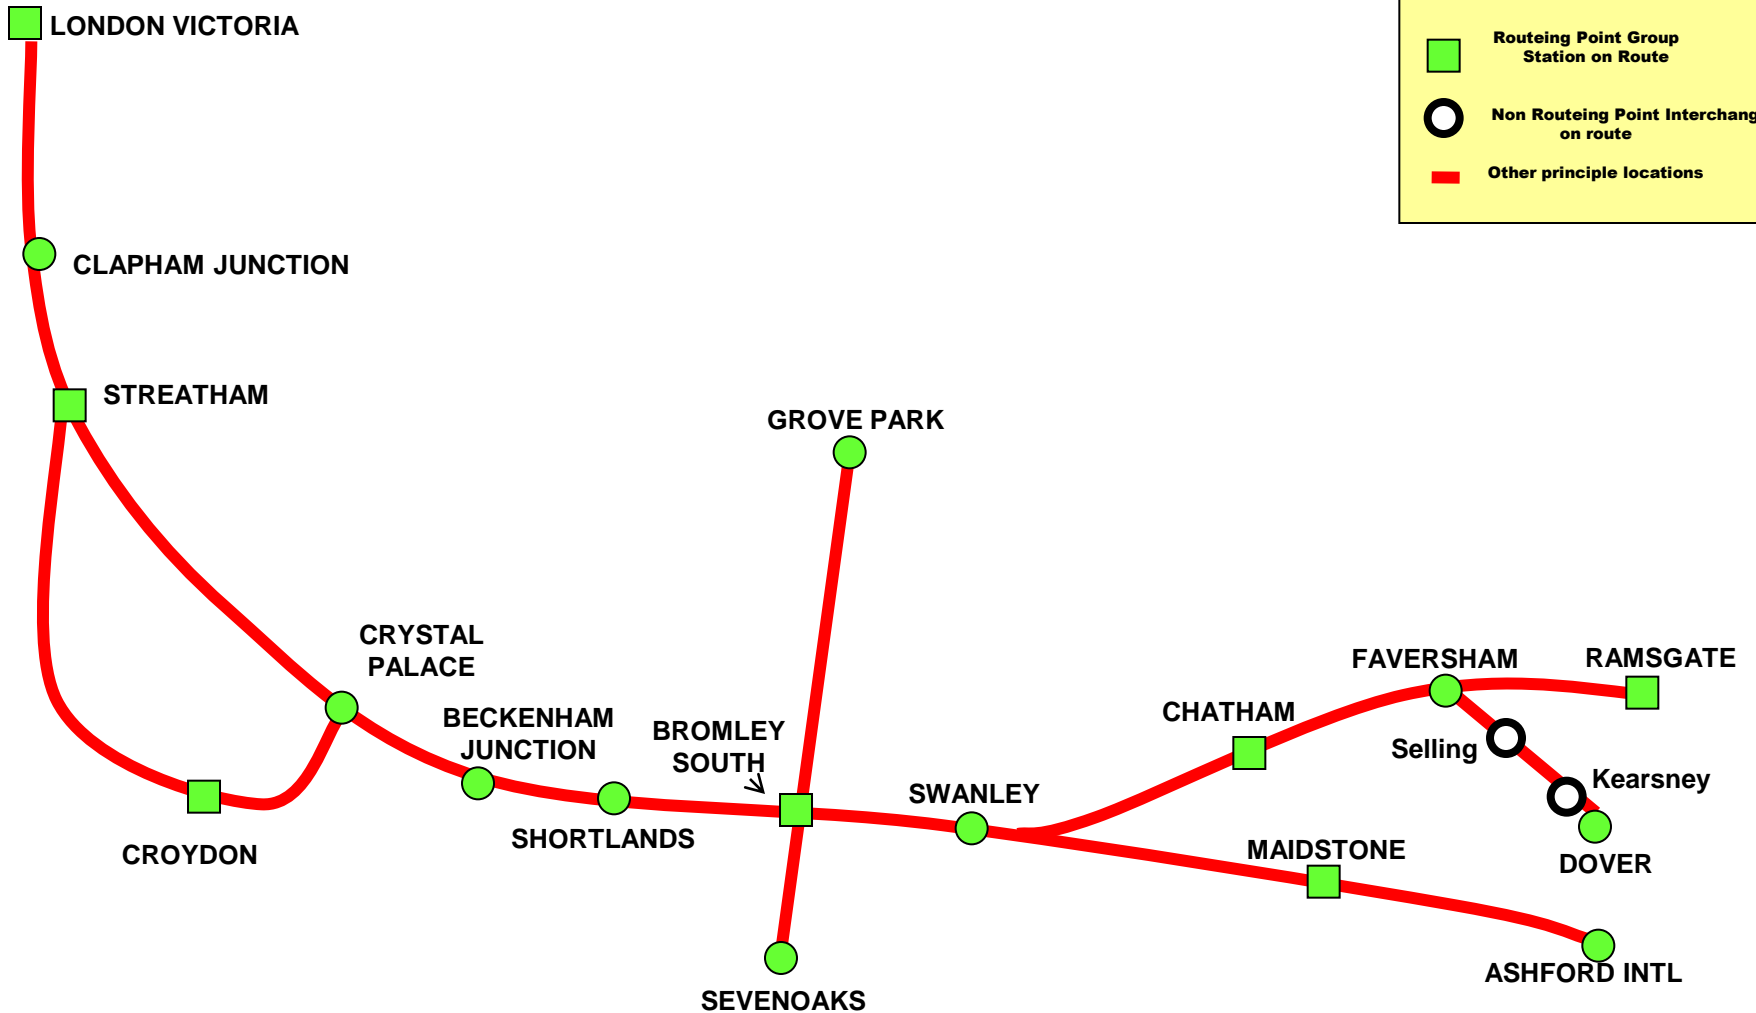 LONDON VICTORIA
Routeing Point Group
Station on Route
Non Routeing Point Interchang
on route
Other principle locations
CLAPHAM JUNCTION
STREATHAM
GROVE PARK
CRYSTAL
PALACE
FAVERSHAM
RAMSGATE
BECKENHAM
JUNCTION
BROMLEY
SOUTH
CHATHAM
Selling
Kearsney
SWANLEY
SHORTLANDS
CROYDON
MAIDSTONE
DOVER
ASHFORD INTL
SEVENOAKS